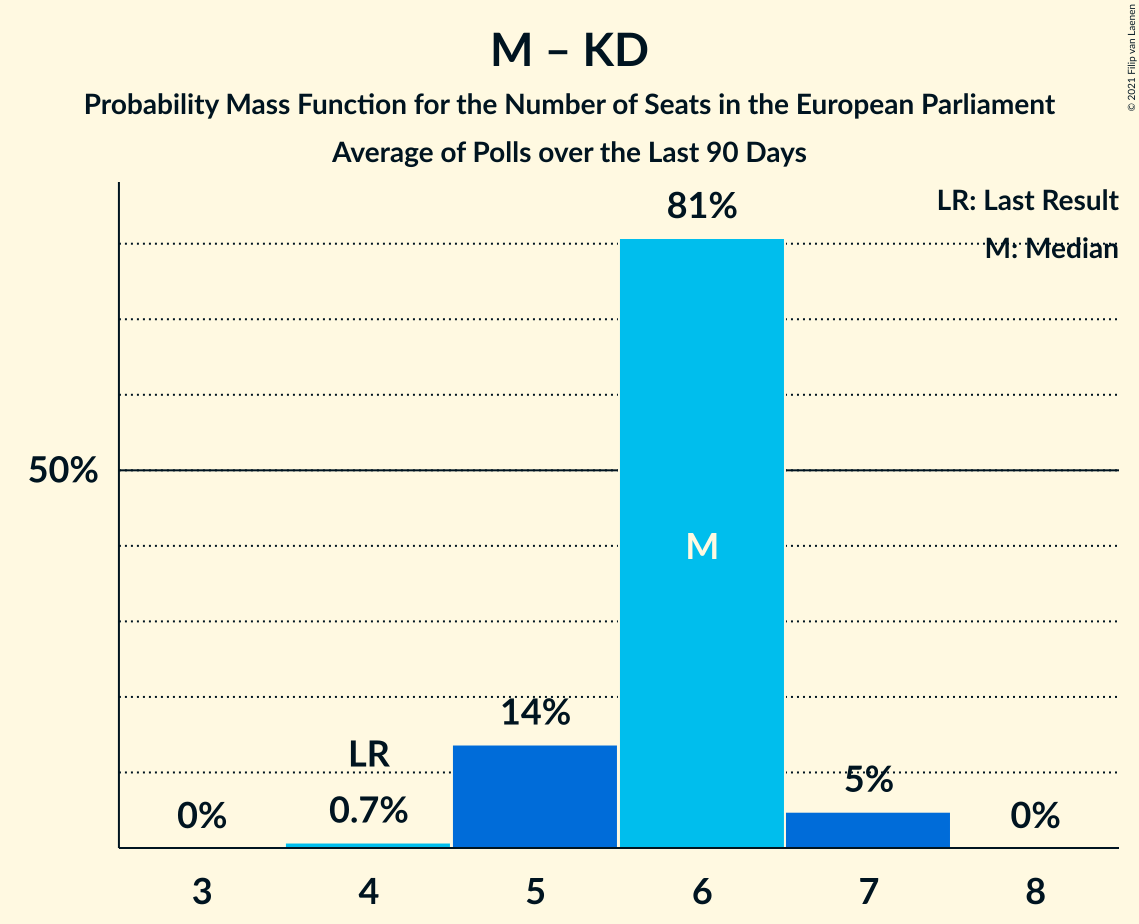 M – KD
Probability Mass Function for the Number of Seats in the European Parliament
Average of Polls over the Last 90 Days
© 2021 Filip van Laenen
LR: Last Result
M: Median
81%
50%
M
14%
LR
5%
0%
0.7%
0%
3 4 5 6 7 8